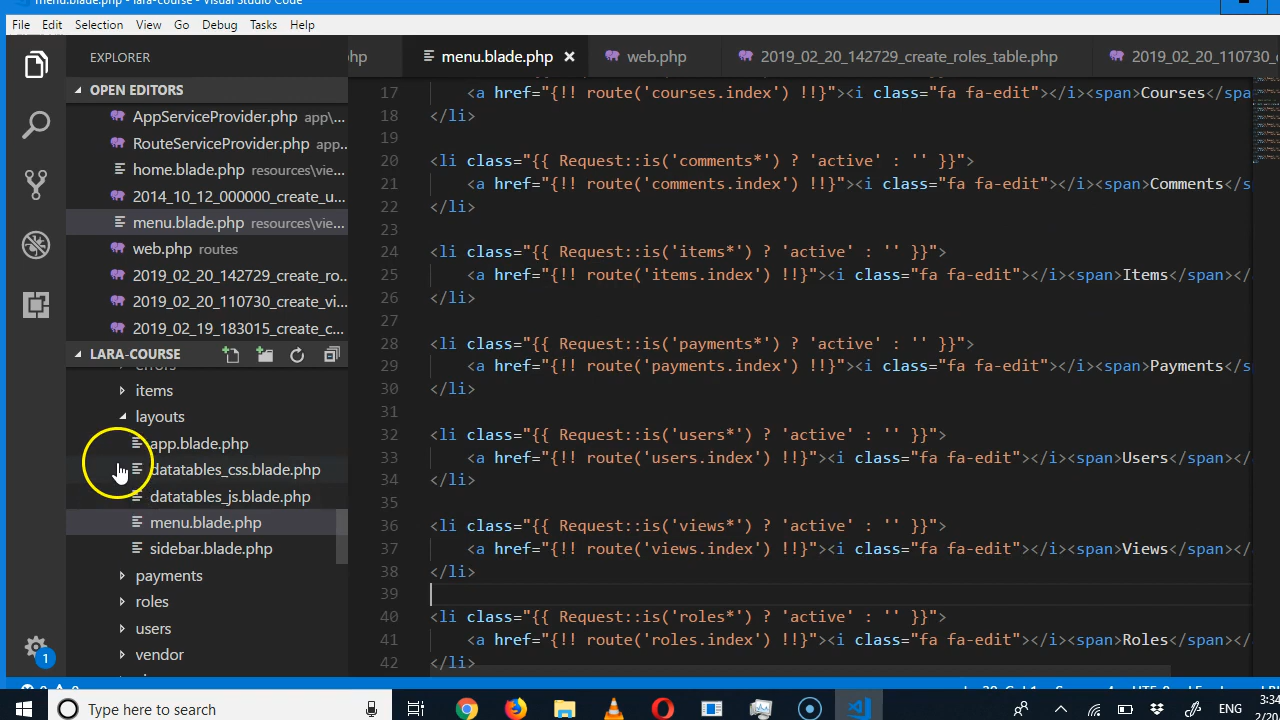 menu.blade.php - lara-course - Visual Studio Code
File Edit Selection View Go Debug Tasks Help
EXPLORER
hp menu.blade.php × web.php 2019_02_20_142729_create_roles_table.php 2019_02_20_110730_c
OPEN EDITORS
AppServiceProvider.php app\...
RouteServiceProvider.php app...
home.blade.php resources\vie...
2014_10_12_000000_create_u...
menu.blade.php resources\vie...
web.php routes
2019_02_20_142729_create_ro...
2019_02_20_110730_create_vi...
2019_02_19_183015_create_c...
LARA-COURSE
errors
items
layouts
app.blade.php
datatables_css.blade.php
datatables_js.blade.php
menu.blade.php
sidebar.blade.php
payments
roles
users
vendor
17 <a href="{!! route('courses.index') !!}"><i class="fa fa-edit"></i><span>Courses</spa
18 </li>
19
20 <li class="{{ Request::is('comments*') ? 'active' : '' }}">
21 <a href="{!! route('comments.index') !!}"><i class="fa fa-edit"></i><span>Comments</s
22 </li>
23
24 <li class="{{ Request::is('items*') ? 'active' : '' }}">
25 <a href="{!! route('items.index') !!}"><i class="fa fa-edit"></i><span>Items</span></
26 </li>
27
28 <li class="{{ Request::is('payments*') ? 'active' : '' }}">
29 <a href="{!! route('payments.index') !!}"><i class="fa fa-edit"></i><span>Payments</s
30 </li>
31
32 <li class="{{ Request::is('users*') ? 'active' : '' }}">
33 <a href="{!! route('users.index') !!}"><i class="fa fa-edit"></i><span>Users</span></
34 </li>
35
36 <li class="{{ Request::is('views*') ? 'active' : '' }}">
37 <a href="{!! route('views.index') !!}"><i class="fa fa-edit"></i><span>Views</span></
38 </li>
39
40 <li class="{{ Request::is('roles*') ? 'active' : '' }}">
41 <a href="{!! route('roles.index') !!}"><i class="fa fa-edit"></i><span>Roles</span></
42 </li>
1
Type here to search
ENG
3:34